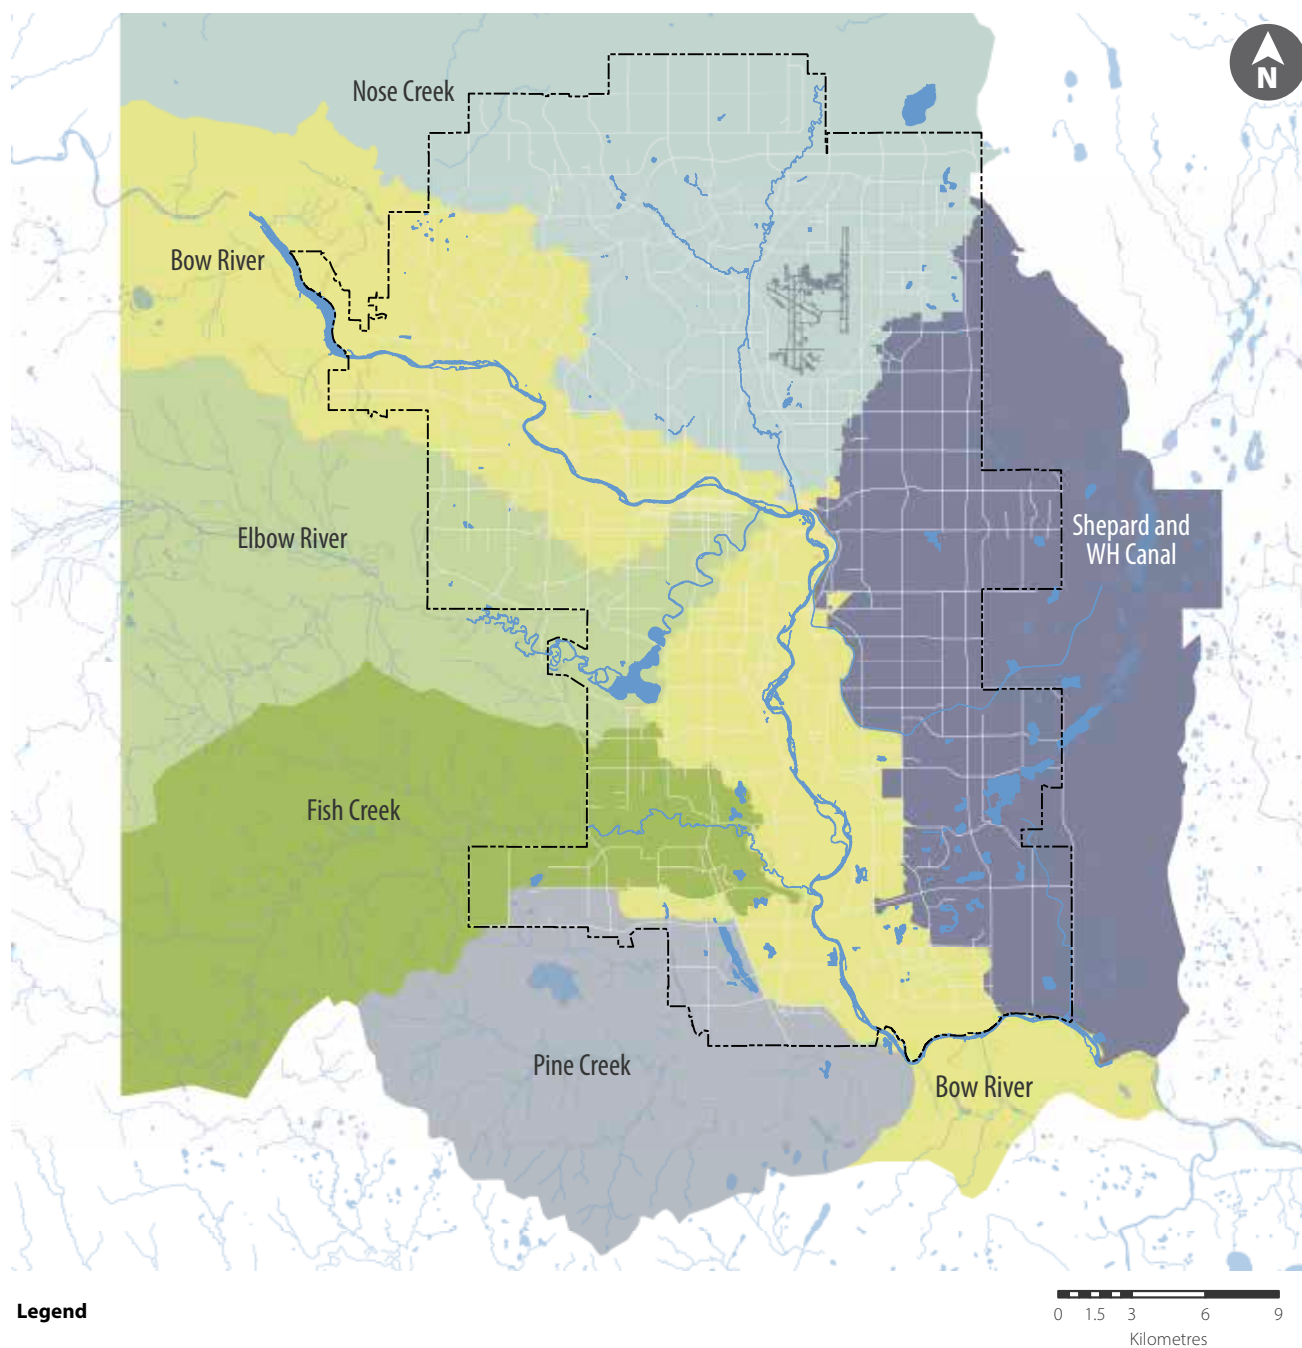 N
Nose Creek
Bow River
Elbow River
Shepard and
WH Canal
Fish Creek
Pine Creek
Bow River
Legend
0 1.5 3 6 9
Kilometres